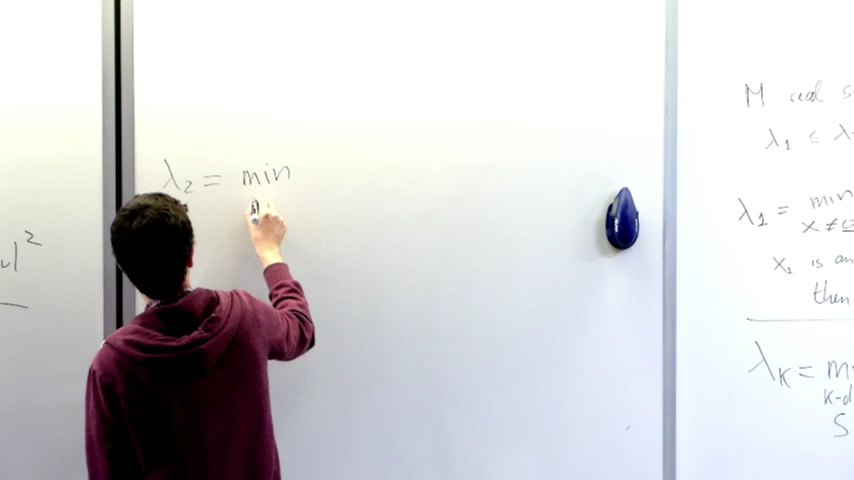 λ₂ = min
|²
M real s
λ₁ ≤ λ
λ₁ = min
x ≠ 0
x₁ is an
then
λ_K = m
K-d
S